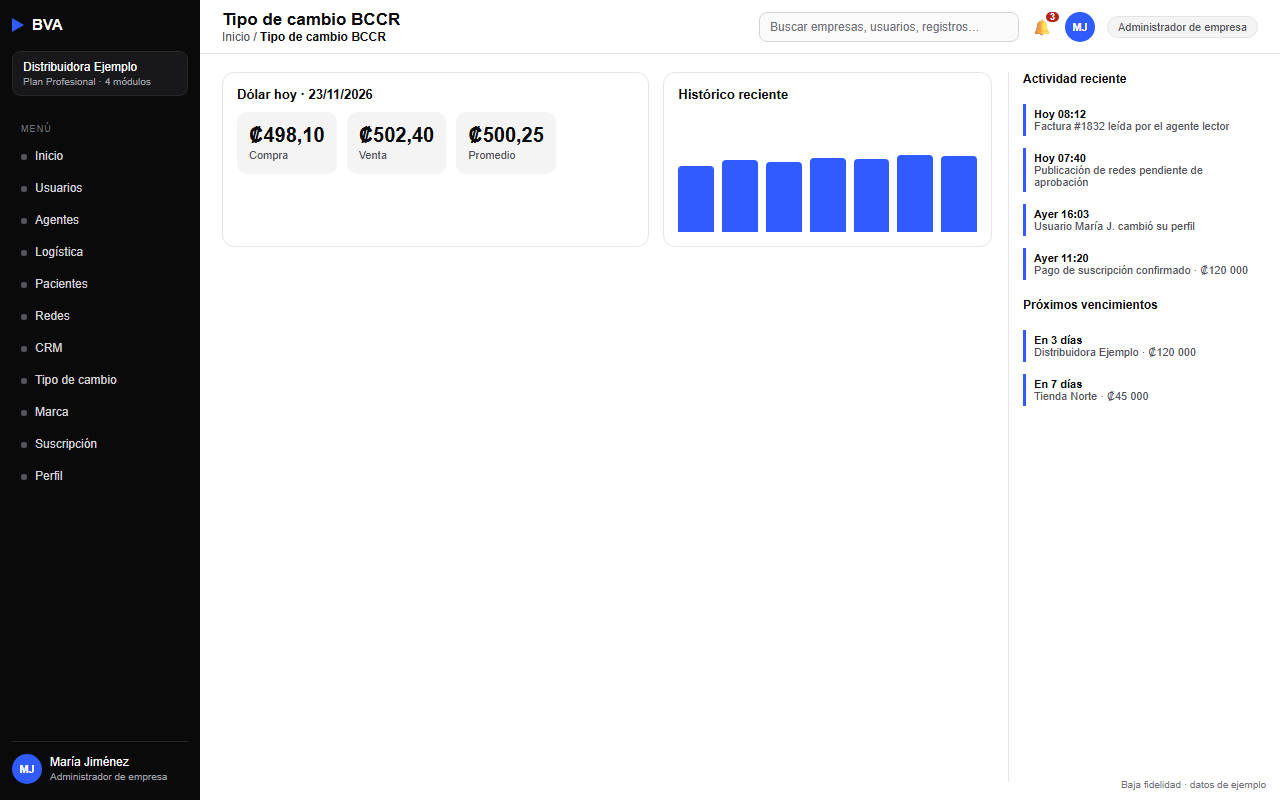 BVA
Distribuidora Ejemplo
Plan Profesional · 4 módulos
MENÚ
Inicio
Usuarios
Agentes
Logística
Pacientes
Redes
CRM
Tipo de cambio
Marca
Suscripción
Perfil
MJ
María Jiménez
Administrador de empresa
Tipo de cambio BCCR
Inicio / Tipo de cambio BCCR
Buscar empresas, usuarios, registros…
3
MJ
Administrador de empresa
Dólar hoy · 23/11/2026
₡498,10
Compra
₡502,40
Venta
₡500,25
Promedio
Histórico reciente
Actividad reciente
Hoy 08:12
Factura #1832 leída por el agente lector
Hoy 07:40
Publicación de redes pendiente de
aprobación
Ayer 16:03
Usuario María J. cambió su perfil
Ayer 11:20
Pago de suscripción confirmado · ₡120 000
Próximos vencimientos
En 3 días
Distribuidora Ejemplo · ₡120 000
En 7 días
Tienda Norte · ₡45 000
Baja fidelidad · datos de ejemplo